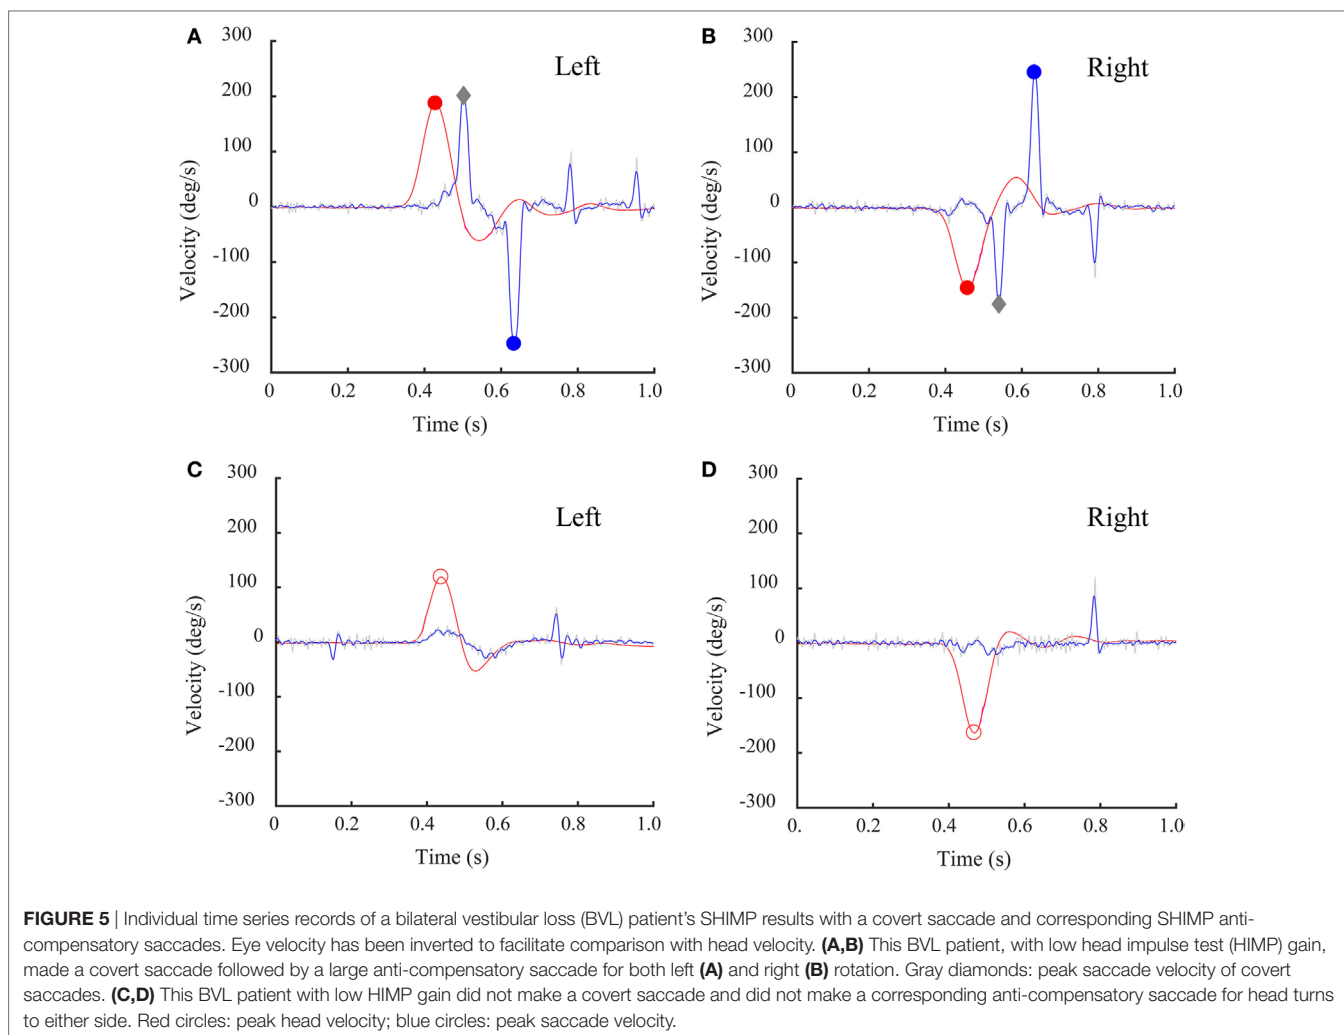 A
Left
300
200
100
0
-100
-200
-300
Velocity (deg/s)
0 0.2 0.4 0.6 0.8 1.0
Time (s)
B
Right
300
200
100
0
-100
-200
-300
Velocity (deg/s)
0 0.2 0.4 0.6 0.8 1.0
Time (s)
C
Left
300
200
100
0
-100
-200
-300
Velocity (deg/s)
0 0.2 0.4 0.6 0.8 1.0
Time (s)
D
Right
300
200
100
0
-100
-200
-300
Velocity (deg/s)
0. 0.2 0.4 0.6 0.8 1.0
Time (s)
FIGURE 5 | Individual time series records of a bilateral vestibular loss (BVL) patient’s SHIMP results with a covert saccade and corresponding SHIMP anti-
compensatory saccades. Eye velocity has been inverted to facilitate comparison with head velocity. (A,B) This BVL patient, with low head impulse test (HIMP) gain,
made a covert saccade followed by a large anti-compensatory saccade for both left (A) and right (B) rotation. Gray diamonds: peak saccade velocity of covert
saccades. (C,D) This BVL patient with low HIMP gain did not make a covert saccade and did not make a corresponding anti-compensatory saccade for head turns
to either side. Red circles: peak head velocity; blue circles: peak saccade velocity.